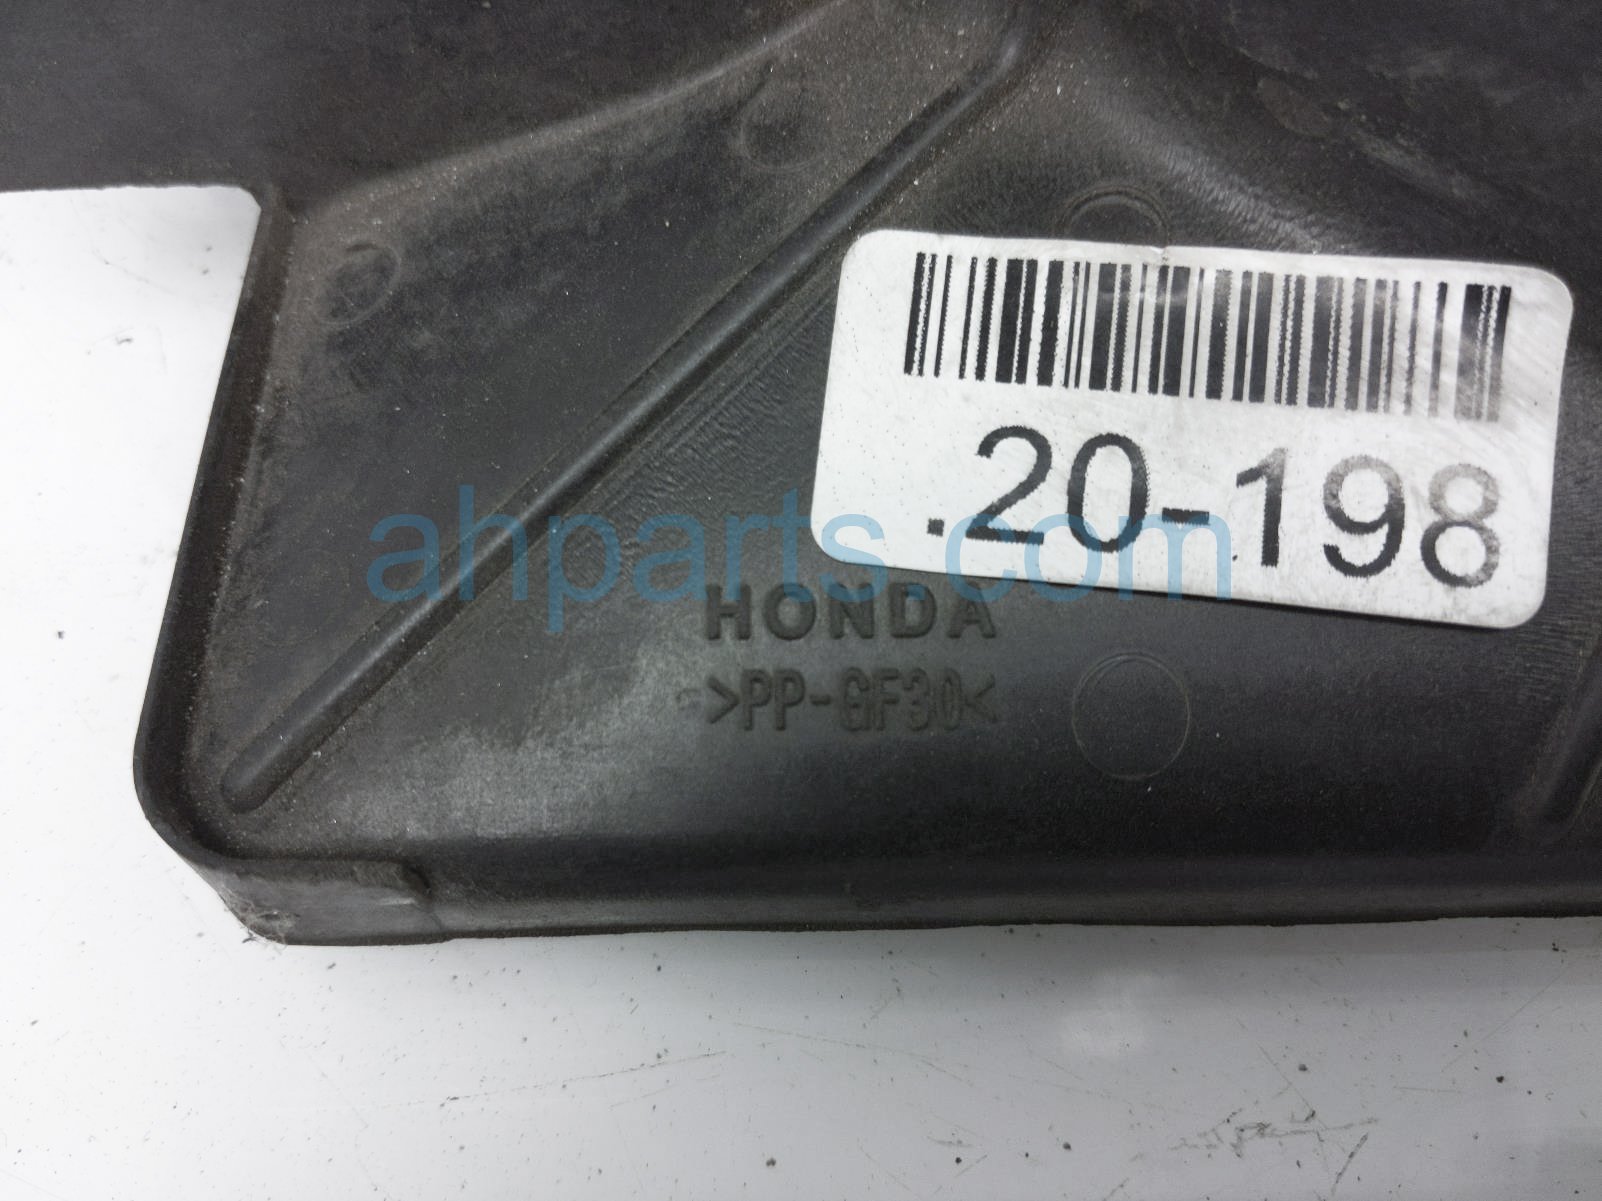 .20-198
ahparts.com
HONDA
>PP-GF30<